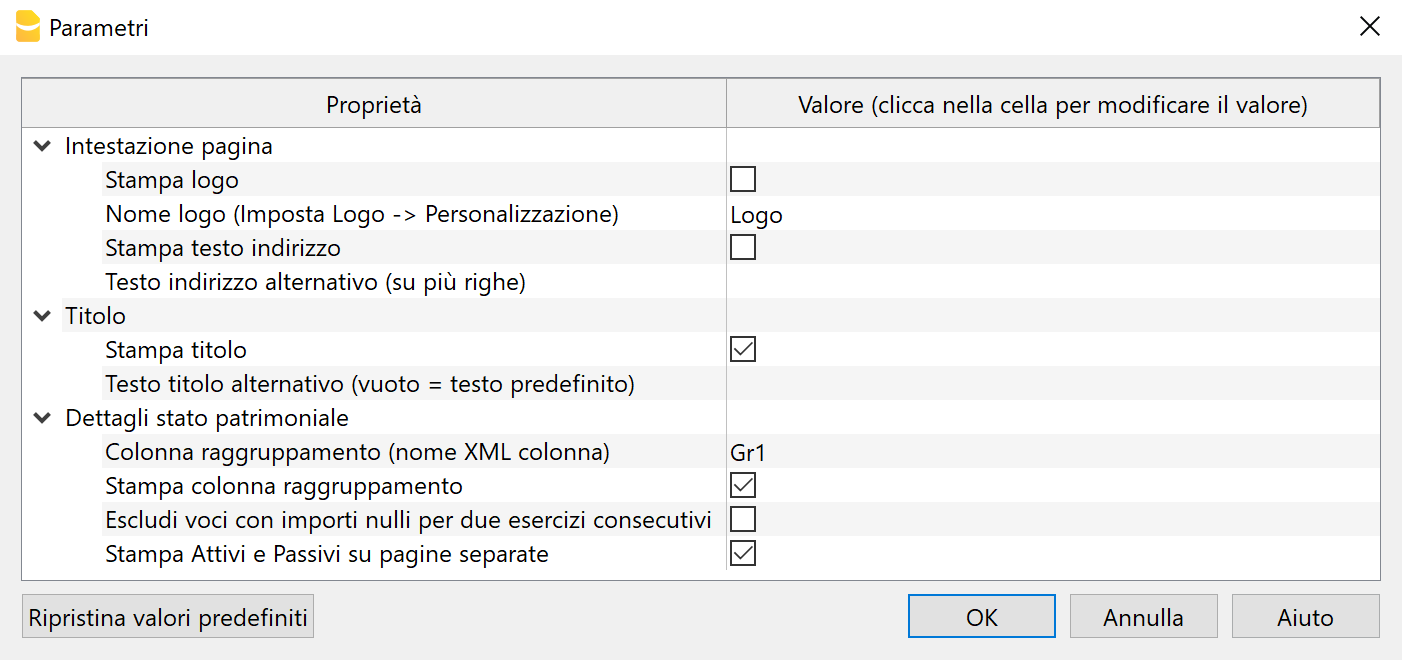 Parametri
Proprietà Valore (clicca nella cella per modificare il valore)
Intestazione pagina
Stampa logo
Nome logo (Imposta Logo -> Personalizzazione) Logo
Stampa testo indirizzo
Testo indirizzo alternativo (su più righe)
Titolo
Stampa titolo
Testo titolo alternativo (vuoto = testo predefinito)
Dettagli stato patrimoniale
Colonna raggruppamento (nome XML colonna) Gr1
Stampa colonna raggruppamento
Escludi voci con importi nulli per due esercizi consecutivi
Stampa Attivi e Passivi su pagine separate
Ripristina valori predefiniti OK Annulla Aiuto